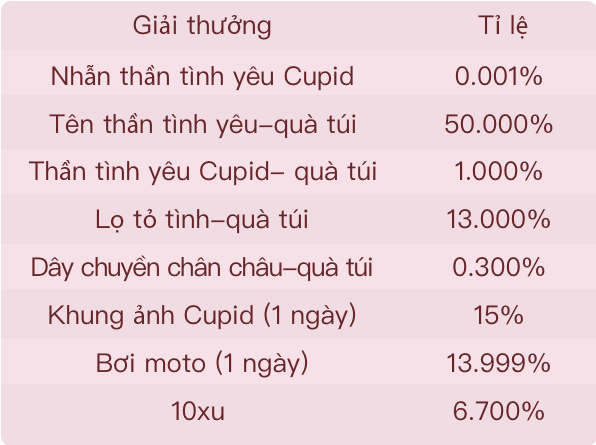 Giải thưởng Tỉ lệ
Nhẫn thần tình yêu Cupid 0.001%
Tên thần tình yêu–quà túi 50.000%
Thần tình yêu Cupid– quà túi 1.000%
Lọ tỏ tình–quà túi 13.000%
Dây chuyền chân châu–quà túi 0.300%
Khung ảnh Cupid (1 ngày) 15%
Bơi moto (1 ngày) 13.999%
10xu 6.700%